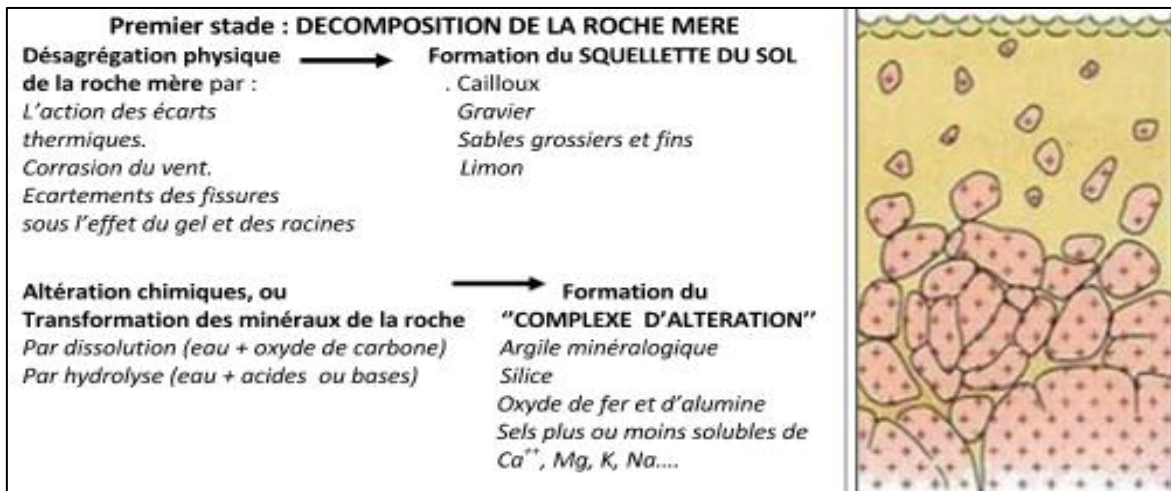 Premier stade : DECOMPOSITION DE LA ROCHE MERE
Désagrégation physique
de la roche mère par :
L'action des écarts
thermiques.
Corrasion du vent.
Ecartements des fissures
sous l'effet du gel et des racines
Formation du SQUELLETTE DU SOL
. Cailloux
Gravier
Sables grossiers et fins
Limon
Altération chimiques, ou
Transformation des minéraux de la roche
Par dissolution (eau + oxyde de carbone)
Par hydrolyse (eau + acides ou bases)
Formation du
"COMPLEXE D'ALTERATION"
Argile minéralogique
Silice
Oxyde de fer et d'alumine
Sels plus ou moins solubles de
Ca⁺⁺, Mg, K, Na....